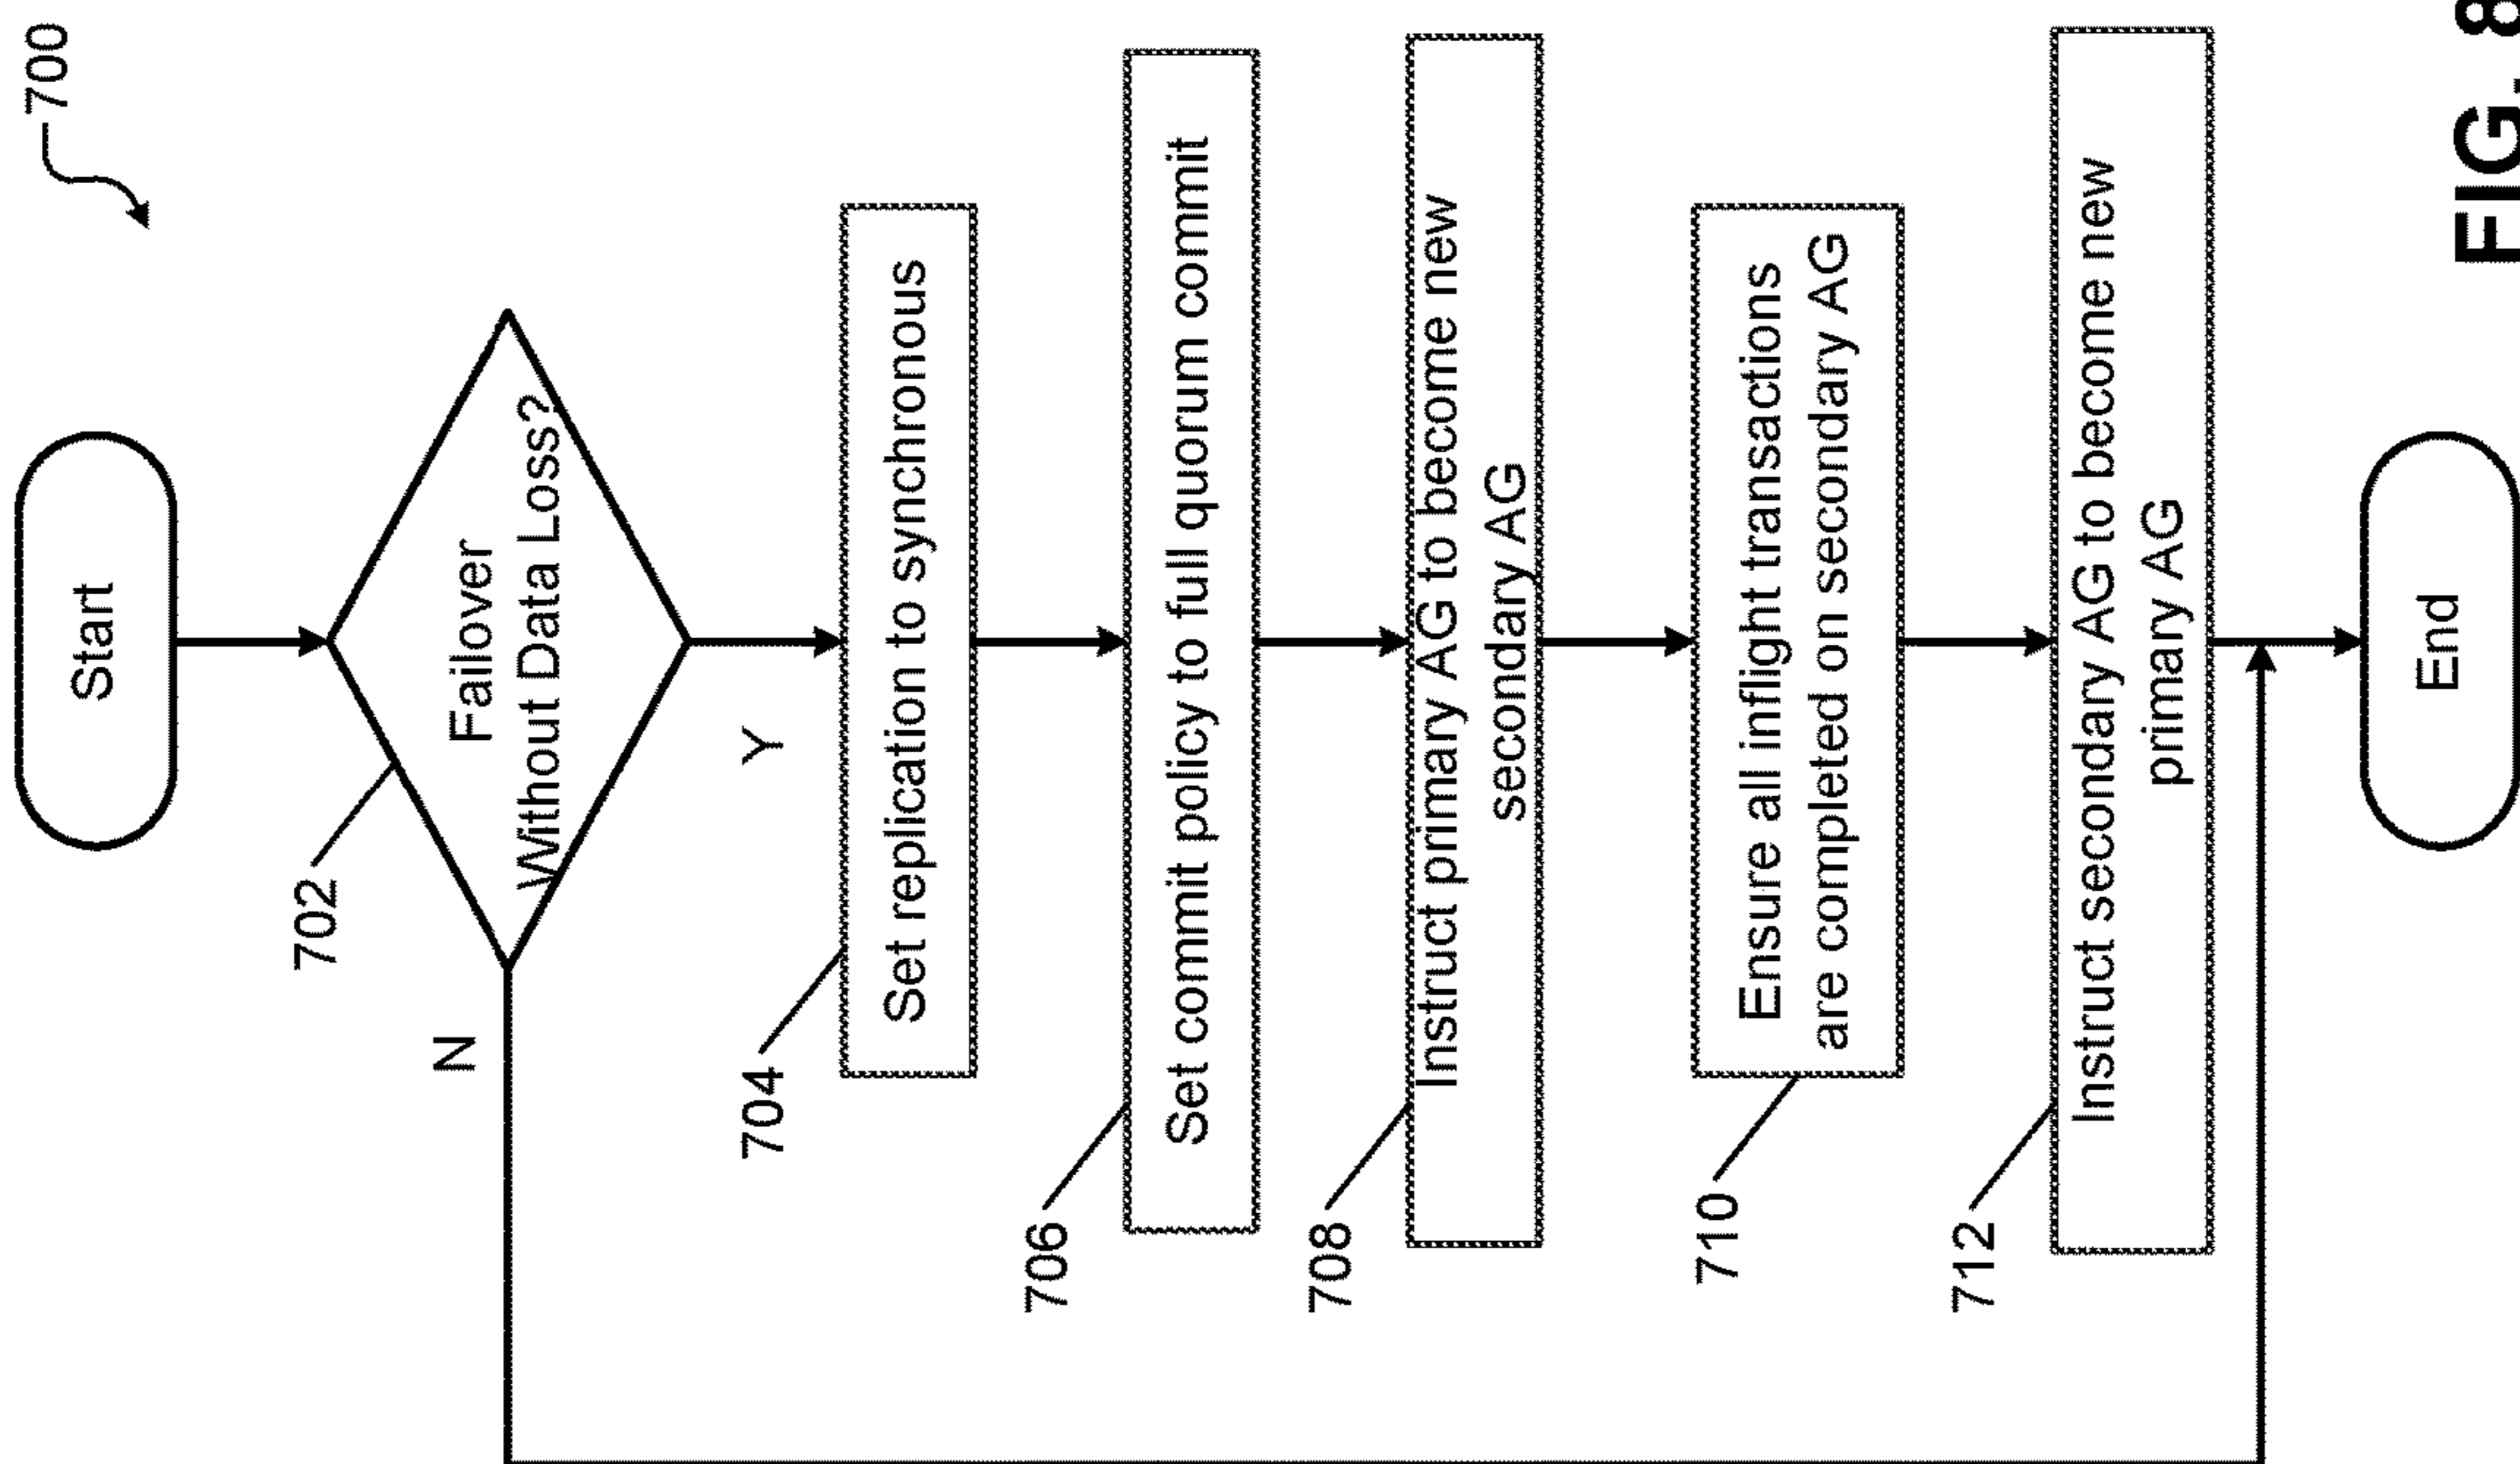 700
Start
702
Failover
Without Data Loss?
N
Y
704
Set replication to synchronous
706
Set commit policy to full quorum commit
708
Instruct primary AG to become new
secondary AG
710
Ensure all inflight transactions
are completed on secondary AG
712
Instruct secondary AG to become new
primary AG
End
FIG. 8